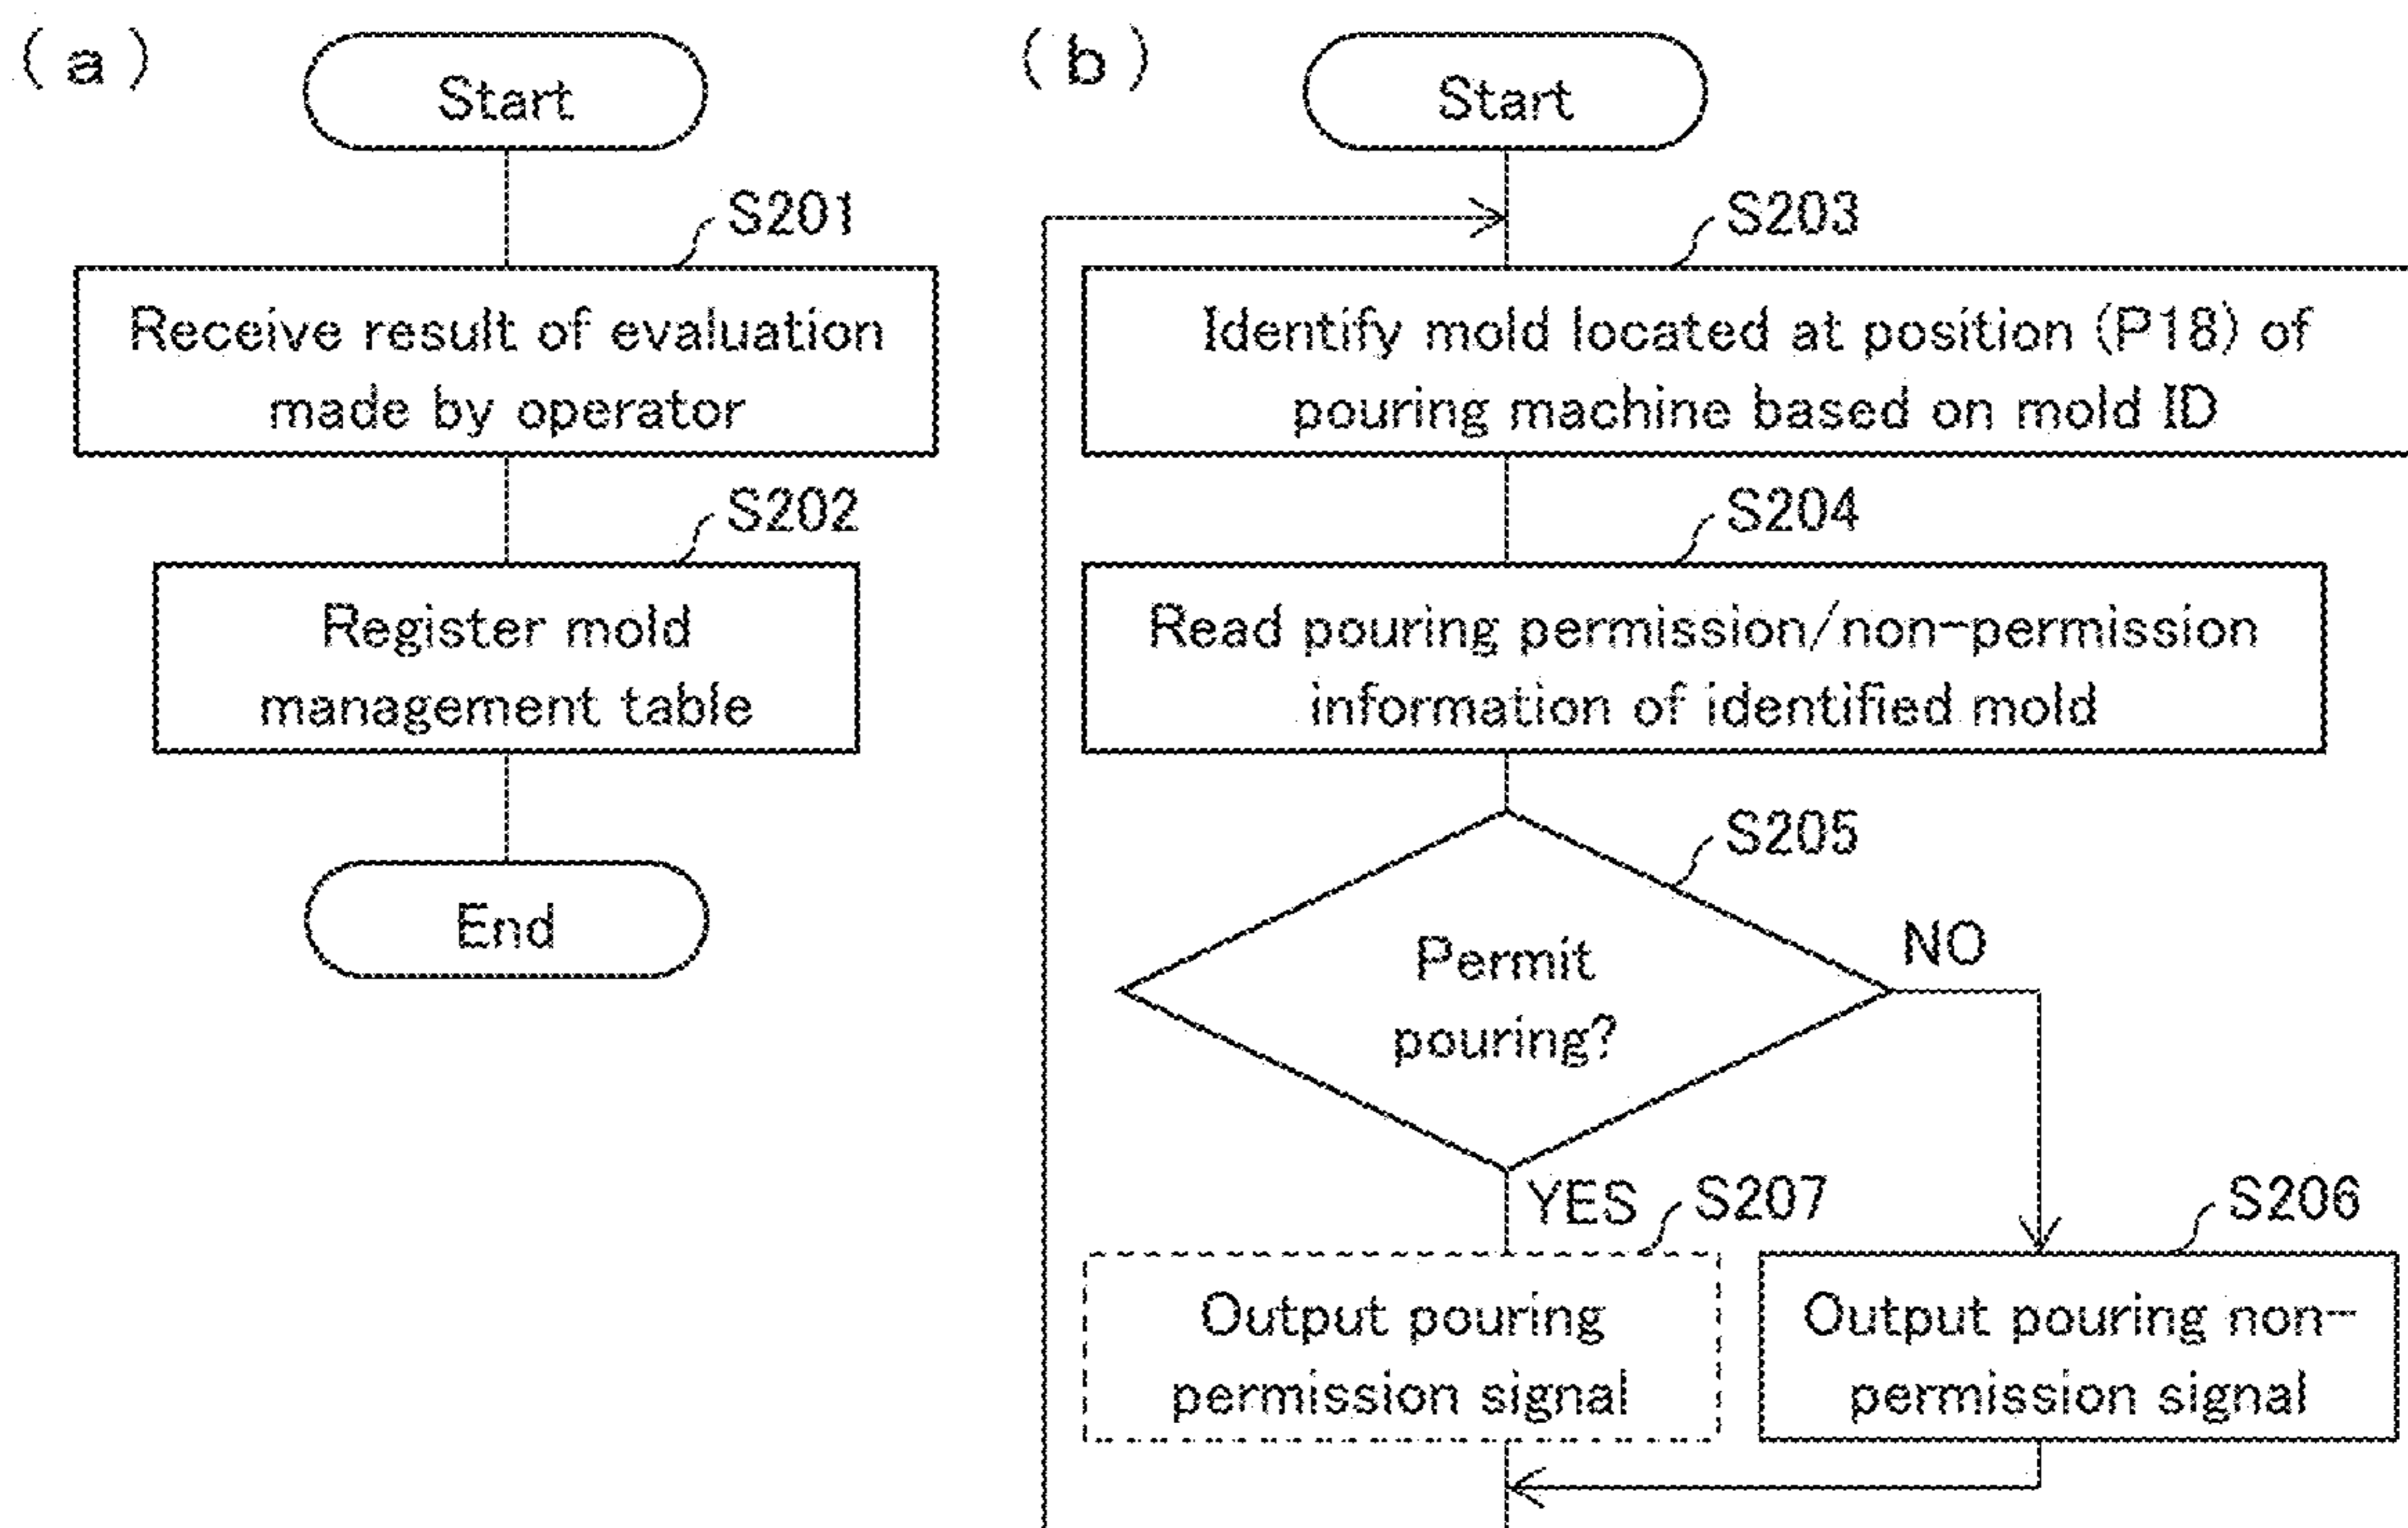 (a)
Start
S201
Receive result of evaluation
made by operator
S202
Register mold
management table
End
(b)
Start
S203
Identify mold located at position (P18) of
pouring machine based on mold ID
S204
Read pouring permission/non-permission
information of identified mold
S205
Permit
pouring?
NO
YES
S207
Output pouring
permission signal
S206
Output pouring non-
permission signal